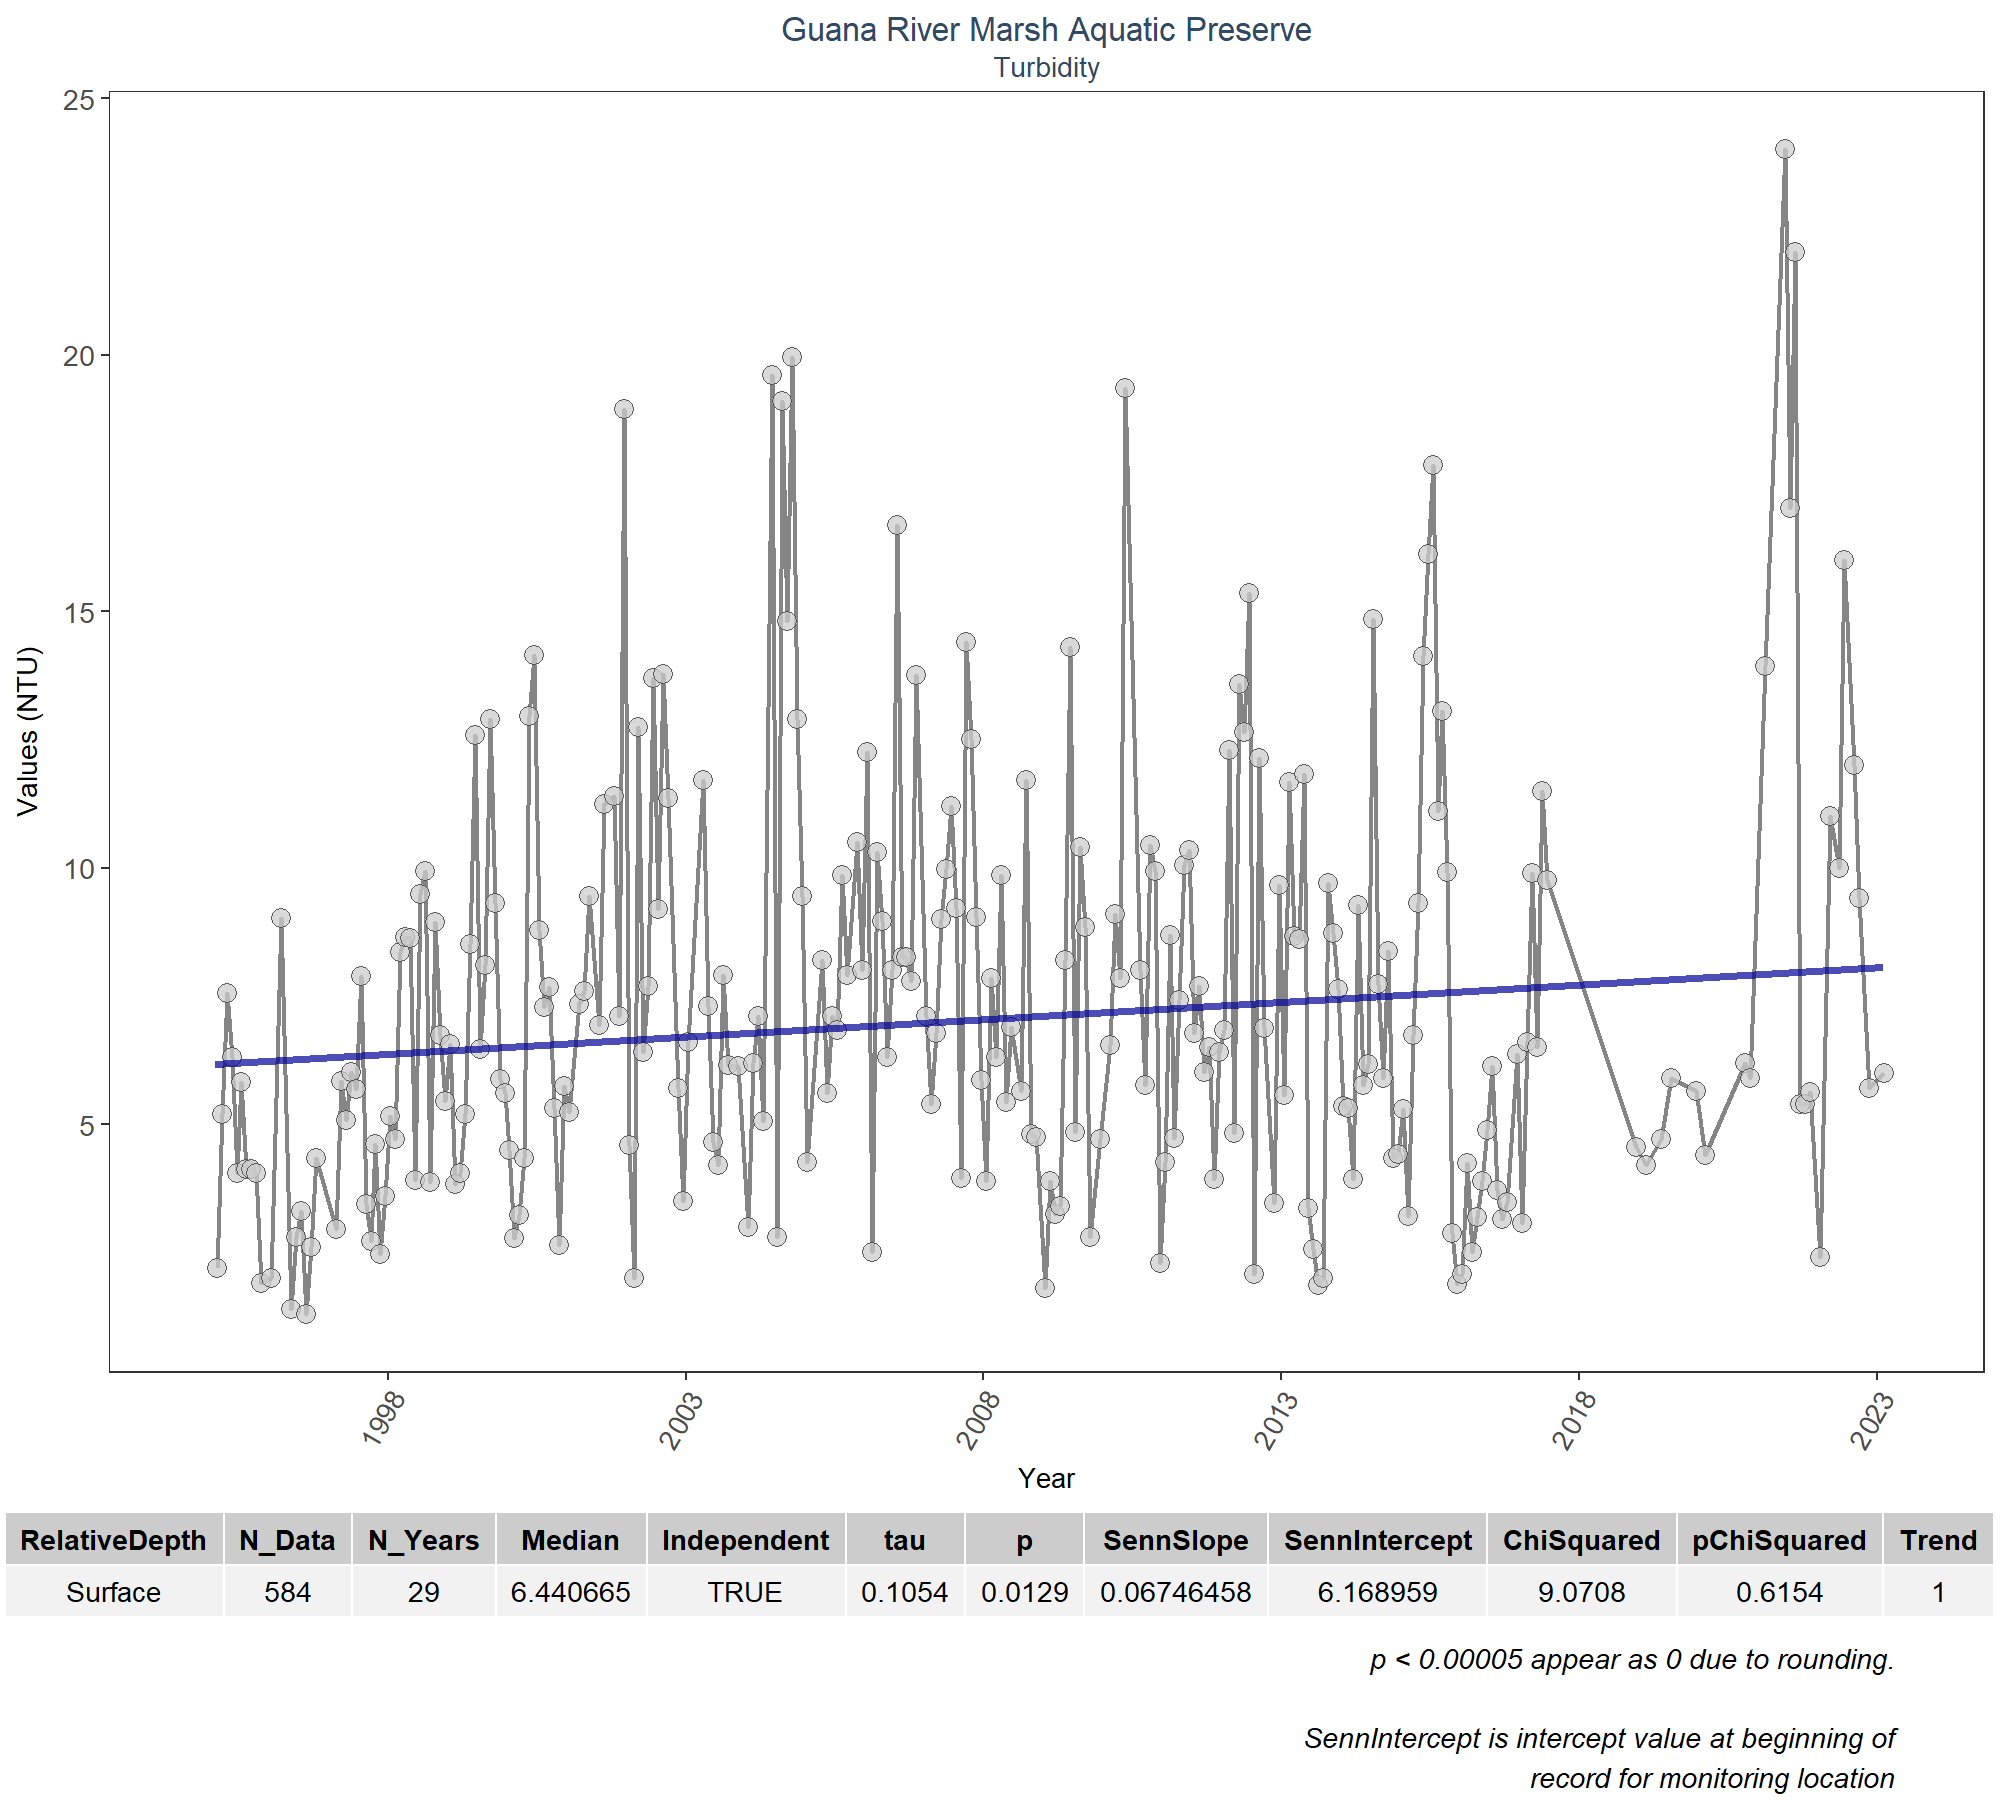 Guana River Marsh Aquatic Preserve
Turbidity
25
20
15
10
5
Values (NTU)
1998
2003
2008
2013
2018
2023
Year
RelativeDepth N_Data N_Years Median Independent tau p SennSlope SennIntercept ChiSquared pChiSquared Trend
Surface 584 29 6.440665 TRUE 0.1054 0.0129 0.06746458 6.168959 9.0708 0.6154 1
p < 0.00005 appear as 0 due to rounding.
SennIntercept is intercept value at beginning of
record for monitoring location